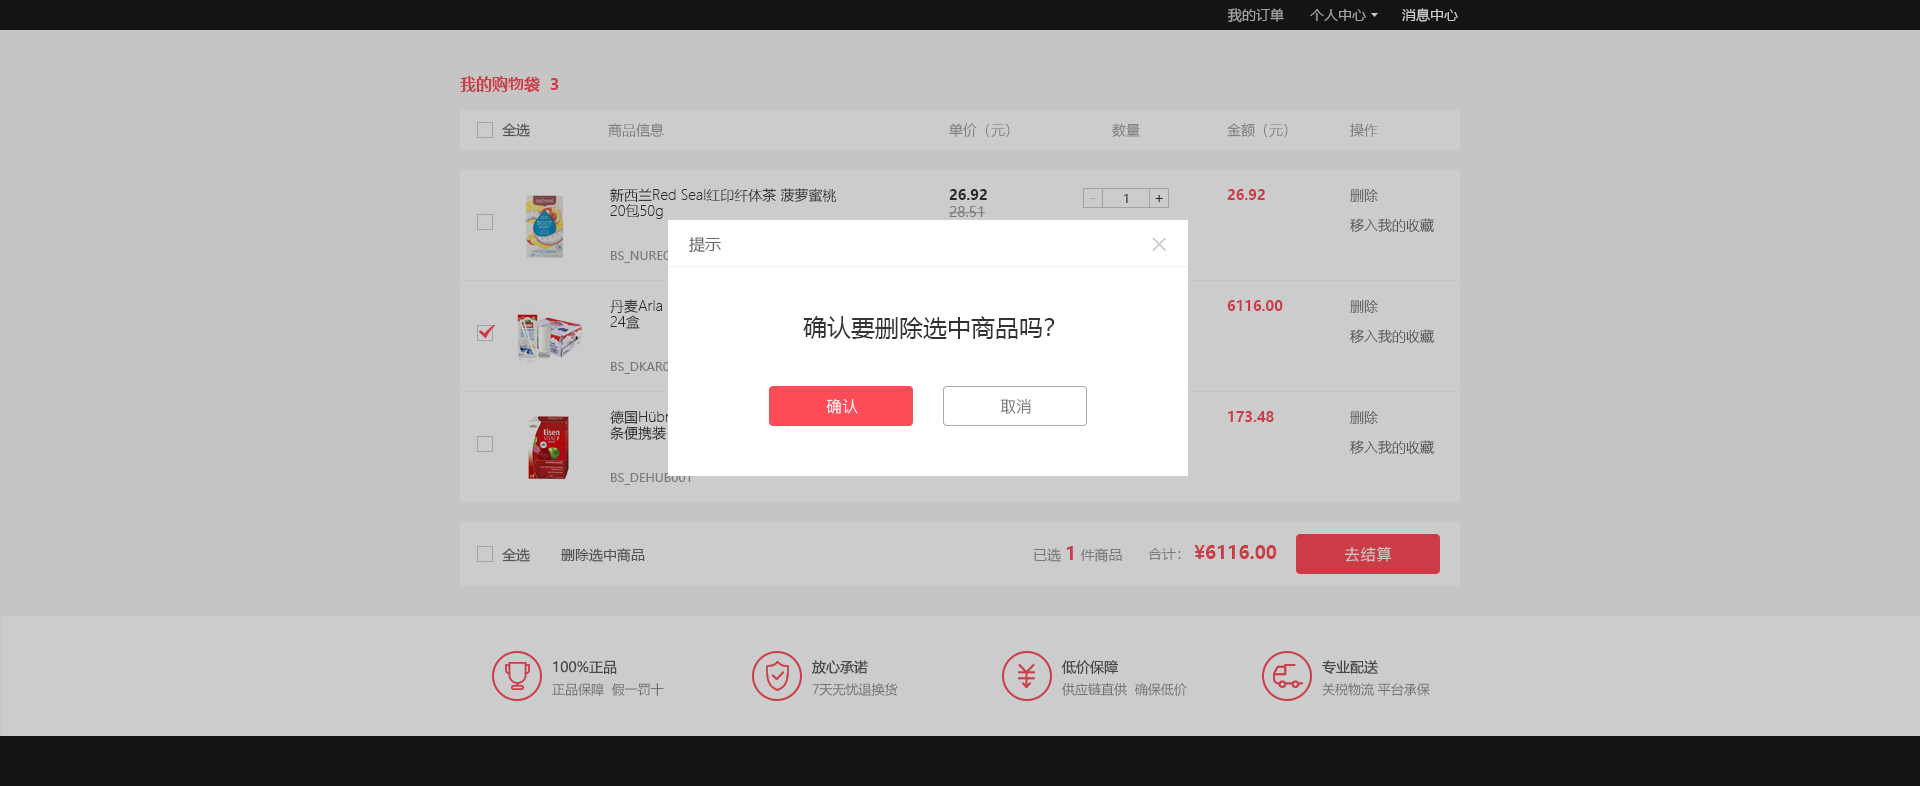 我的订单 个人中心 消息中心
我的购物袋 3
全选 商品信息 单价（元） 数量 金额（元） 操作
新西兰Red Seal红印纤体茶 菠萝蜜桃
20包50g
26.92
28.51
- 1 +
26.92
删除
移入我的收藏
BS_NURE0
提示
丹麦Arla
24盒
6116.00
删除
移入我的收藏
确认要删除选中商品吗？
BS_DKAR0
确认 取消
德国Hübr
条便携装
Eisen
173.48
删除
移入我的收藏
BS_DEHUB001
全选 删除选中商品 已选 1 件商品 合计： ¥6116.00 去结算
100%正品
正品保障 假一罚十
放心承诺
7天无忧退换货
低价保障
供应链直供 确保低价
专业配送
关税物流 平台承保